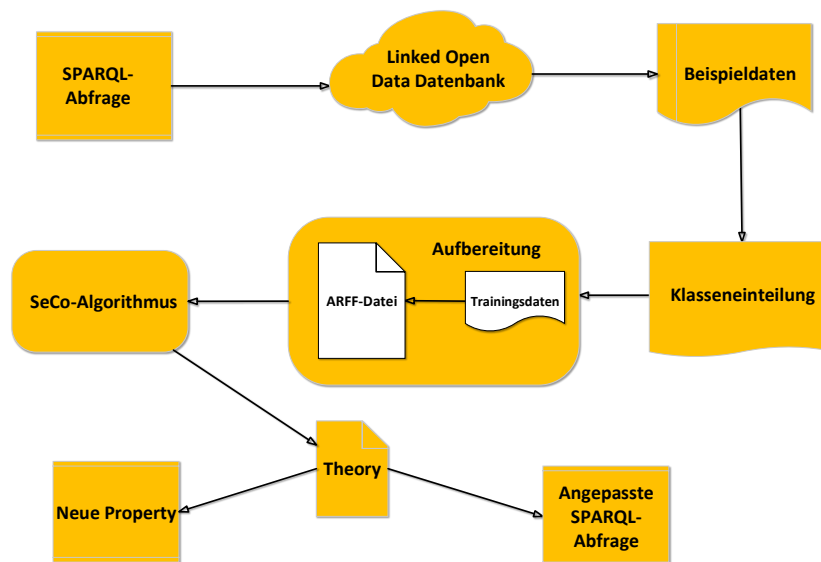 SPARQL-
Abfrage
Linked Open
Data Datenbank
Beispieldaten
Klasseneinteilung
Aufbereitung
Trainingsdaten
ARFF-Datei
SeCo-Algorithmus
Theory
Neue Property
Angepasste
SPARQL-
Abfrage